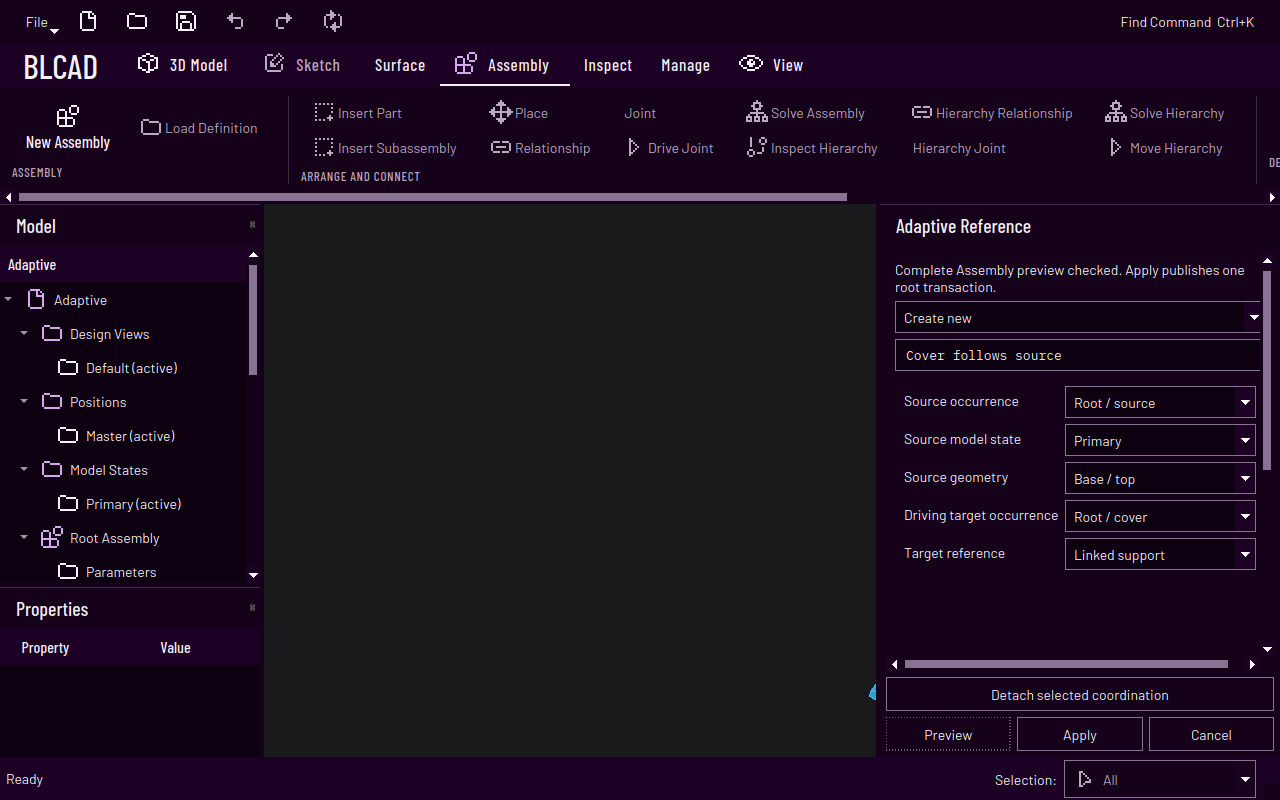 File
Find Command Ctrl+K
BLCAD
3D Model
Sketch
Surface
Assembly
Inspect
Manage
View
New Assembly
Load Definition
ASSEMBLY
Insert Part
Place
Joint
Solve Assembly
Hierarchy Relationship
Solve Hierarchy
Insert Subassembly
Relationship
Drive Joint
Inspect Hierarchy
Hierarchy Joint
Move Hierarchy
ARRANGE AND CONNECT
DE
Model
Adaptive
Adaptive
Design Views
Default (active)
Positions
Master (active)
Model States
Primary (active)
Root Assembly
Parameters
Properties
Property Value
Adaptive Reference
Complete Assembly preview checked. Apply publishes one
root transaction.
Create new
Cover follows source
Source occurrence Root / source
Source model state Primary
Source geometry Base / top
Driving target occurrence Root / cover
Target reference Linked support
Detach selected coordination
Preview Apply Cancel
Ready
Selection: All